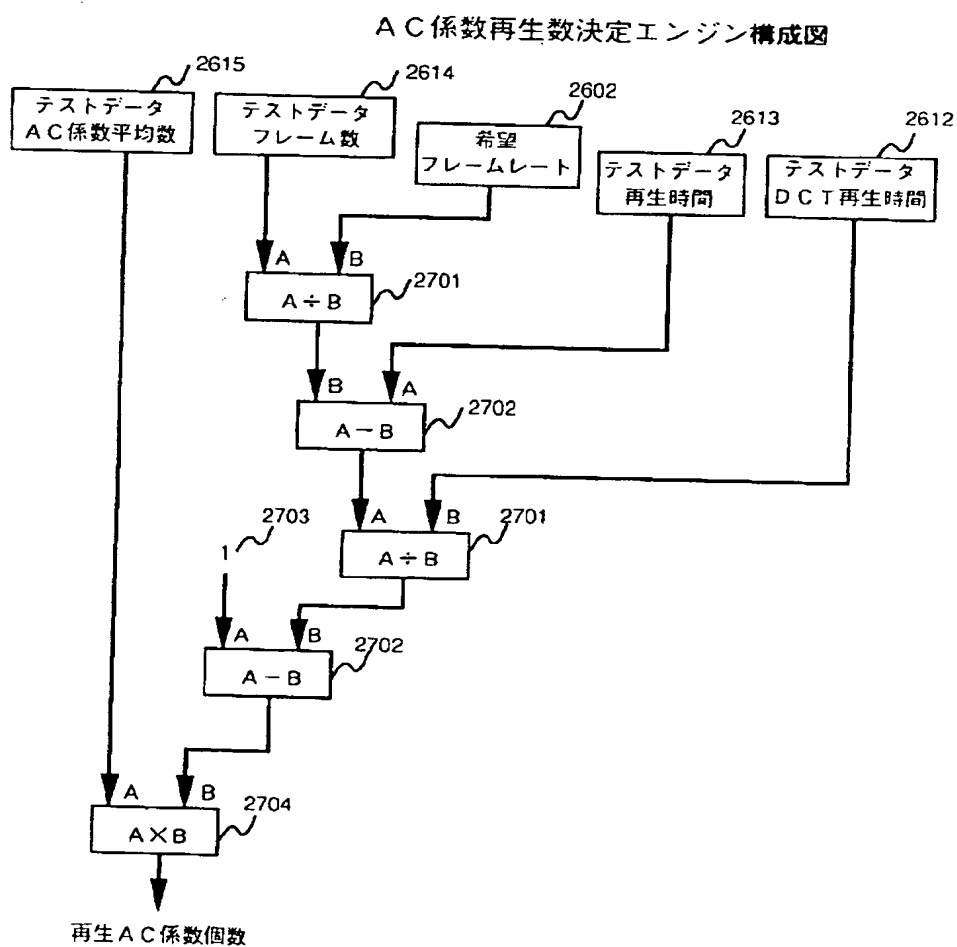 AC係数再生数決定エンジン構成図
2615
テストデータ
AC係数平均数
2614
テストデータ
フレーム数
2602
希望
フレームレート
2613
テストデータ
再生時間
2612
テストデータ
DCT再生時間
A
B
A÷B
2701
B
A
A－B
2702
A
B
A÷B
2701
1
2703
A
B
A－B
2702
A
B
A×B
2704
再生AC係数個数